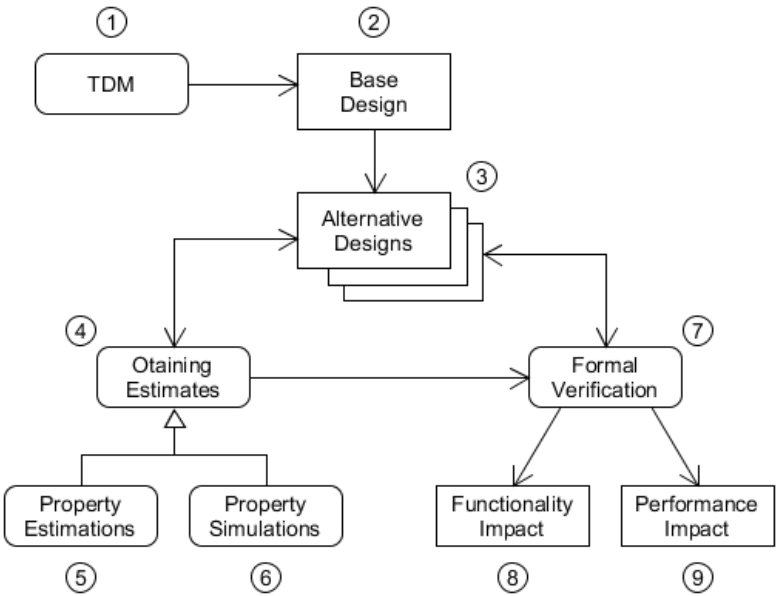 1
2
TDM
Base
Design
3
Alternative
Designs
4
7
Otaining
Estimates
Formal
Verification
Property
Estimations
Property
Simulations
Functionality
Impact
Performance
Impact
5
6
8
9